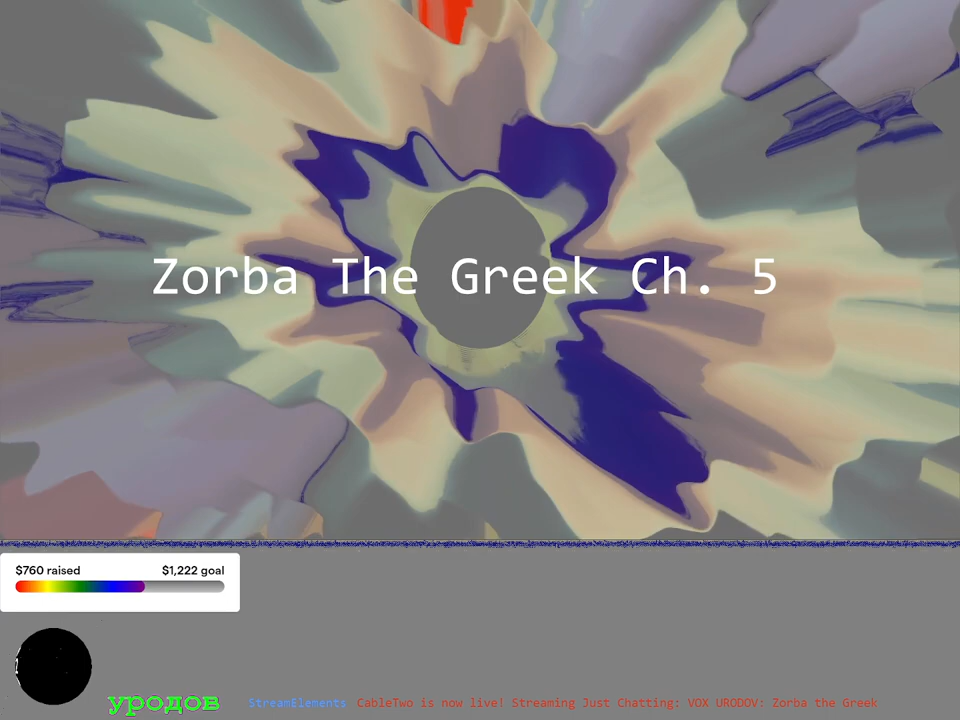 Zorba The Greek Ch. 5
$760 raised $1,222 goal
уродов StreamElements CableTwo is now live! Streaming Just Chatting: VOX URODOV: Zorba the Greek